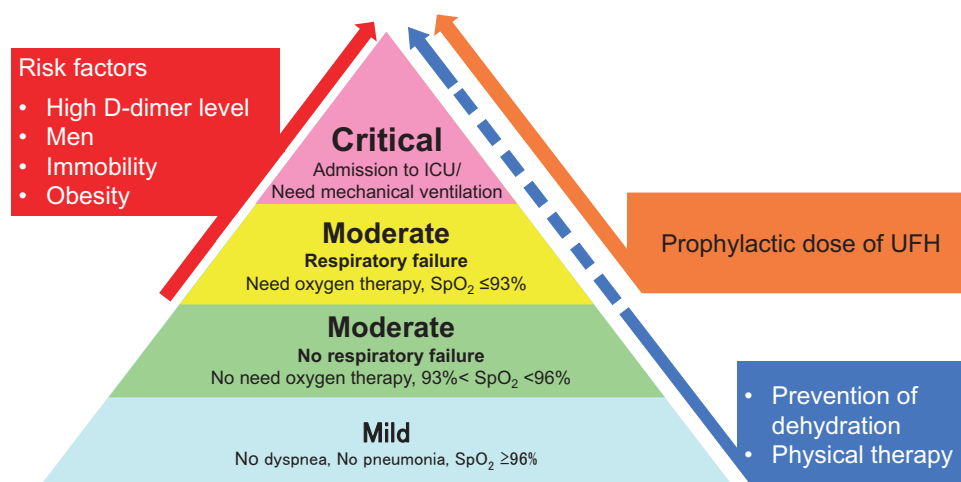 Risk factors
• High D-dimer level
• Men
• Immobility
• Obesity
Critical
Admission to ICU/
Need mechanical ventilation
Moderate
Respiratory failure
Need oxygen therapy, SpO₂ ≤93%
Moderate
No respiratory failure
No need oxygen therapy, 93%< SpO₂ <96%
Mild
No dyspnea, No pneumonia, SpO₂ ≥96%
Prophylactic dose of UFH
• Prevention of
dehydration
• Physical therapy